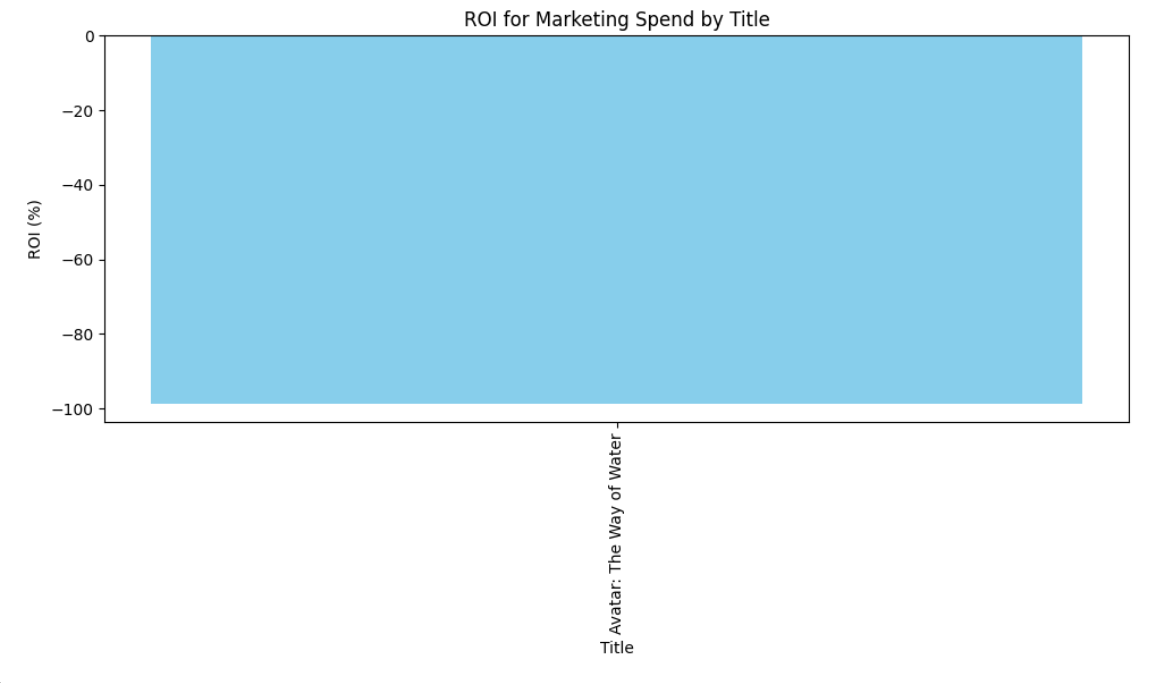 ROI for Marketing Spend by Title
0
−20
−40
−60
−80
−100
ROI (%)
Avatar: The Way of Water
Title